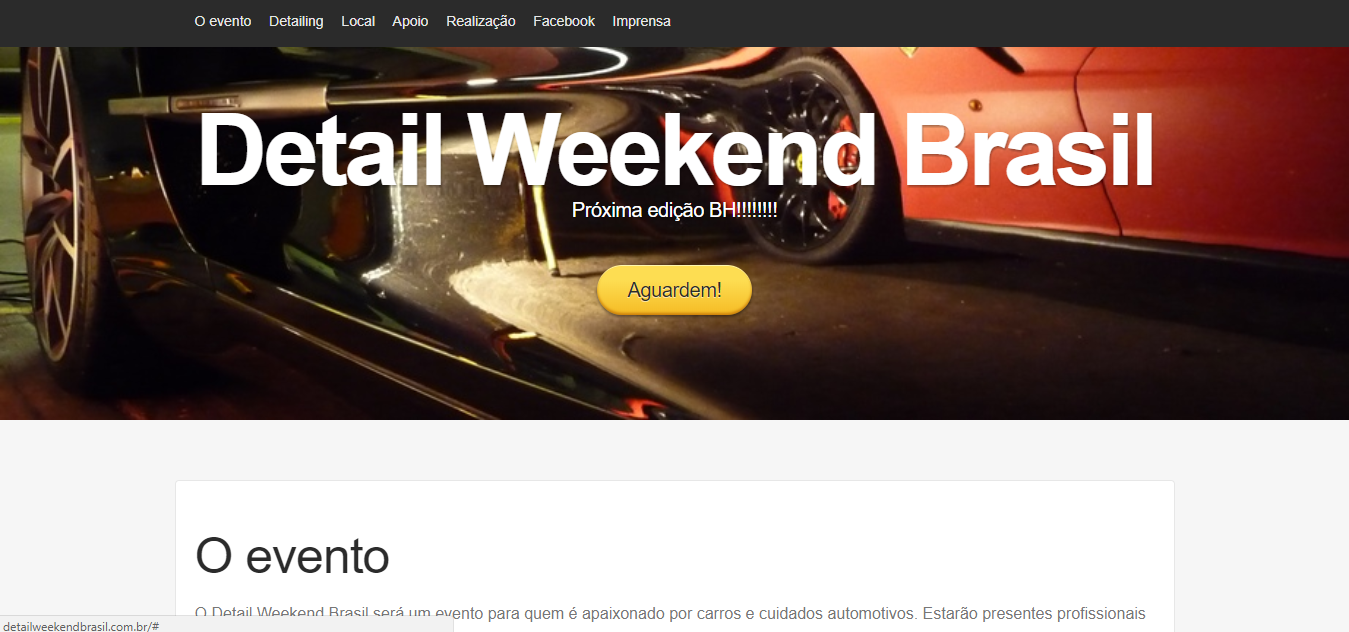 O evento Detailing Local Apoio Realização Facebook Imprensa
Detail Weekend Brasil
Próxima edição BH!!!!!!!!
Aguardem!
O evento
O Detail Weekend Brasil será um evento para quem é apaixonado por carros e cuidados automotivos. Estarão presentes profissionais
detailweekendbrasil.com.br/#